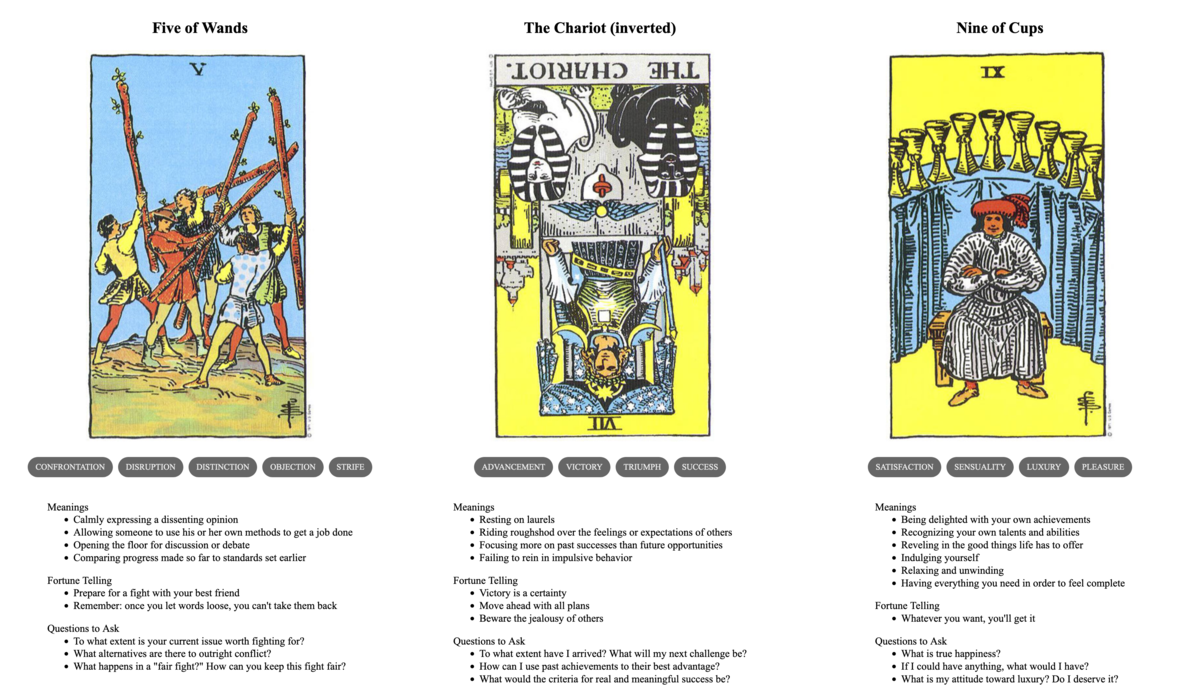 Five of Wands
V
CONFRONTATION
DISRUPTION
DISTINCTION
OBJECTION
STRIFE
Meanings
Calmly expressing a dissenting opinion
Allowing someone to use his or her own methods to get a job done
Opening the floor for discussion or debate
Comparing progress made so far to standards set earlier
Fortune Telling
Prepare for a fight with your best friend
Remember: once you let words loose, you can't take them back
Questions to Ask
To what extent is your current issue worth fighting for?
What alternatives are there to outright conflict?
What happens in a "fair fight?" How can you keep this fight fair?
The Chariot (inverted)
THE CHARIOT.
VII
ADVANCEMENT
VICTORY
TRIUMPH
SUCCESS
Meanings
Resting on laurels
Riding roughshod over the feelings or expectations of others
Focusing more on past successes than future opportunities
Failing to rein in impulsive behavior
Fortune Telling
Victory is a certainty
Move ahead with all plans
Beware the jealousy of others
Questions to Ask
To what extent have I arrived? What will my next challenge be?
How can I use past achievements to their best advantage?
What would the criteria for real and meaningful success be?
Nine of Cups
IX
SATISFACTION
SENSUALITY
LUXURY
PLEASURE
Meanings
Being delighted with your own achievements
Recognizing your own talents and abilities
Reveling in the good things life has to offer
Indulging yourself
Relaxing and unwinding
Having everything you need in order to feel complete
Fortune Telling
Whatever you want, you'll get it
Questions to Ask
What is true happiness?
If I could have anything, what would I have?
What is my attitude toward luxury? Do I deserve it?